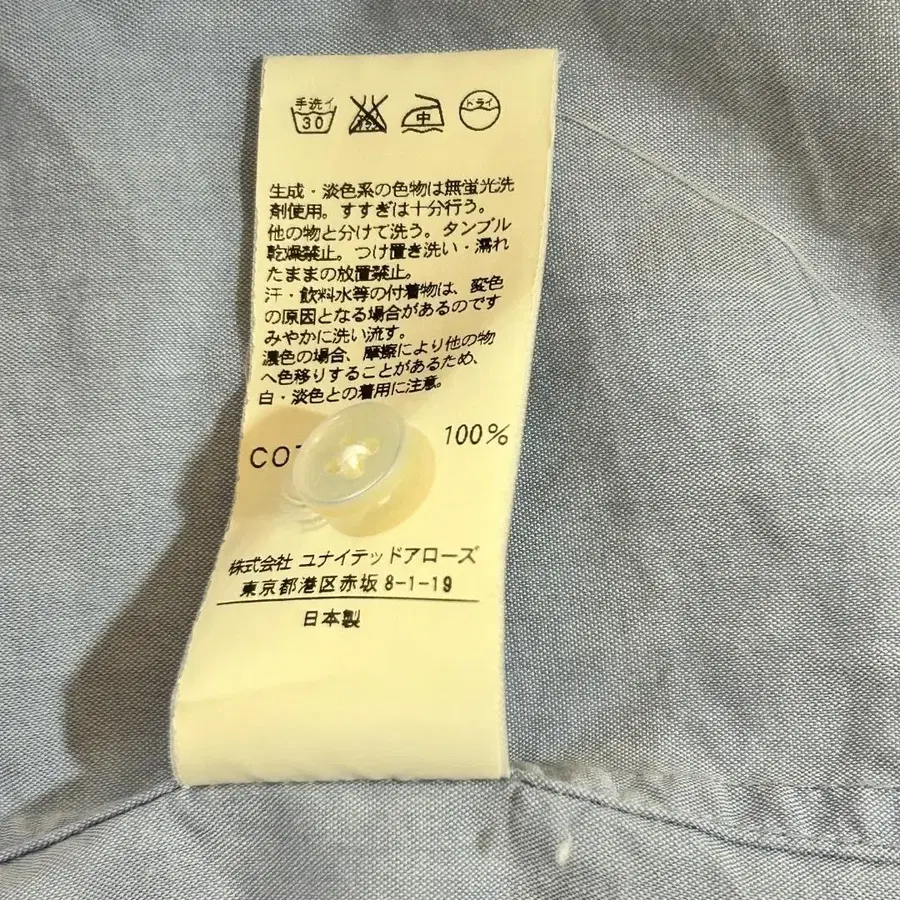 手洗イ
30
中
ドライ
生成・淡色系の色物は無蛍光洗
剤使用。すすぎは十分行う。
他の物と分けて洗う。タンブル
乾燥禁止。つけ置き洗い・濡れ
たままの放置禁止。
汗・飲料水等の付着物は、変色
の原因となる場合があるのです
みやかに洗い流す。
濃色の場合、摩擦により他の物
へ色移りすることがあるため、
白・淡色との着用に注意。
100%
株式会社 ユナイテッドアローズ
東京都港区赤坂8-1-19
日本製